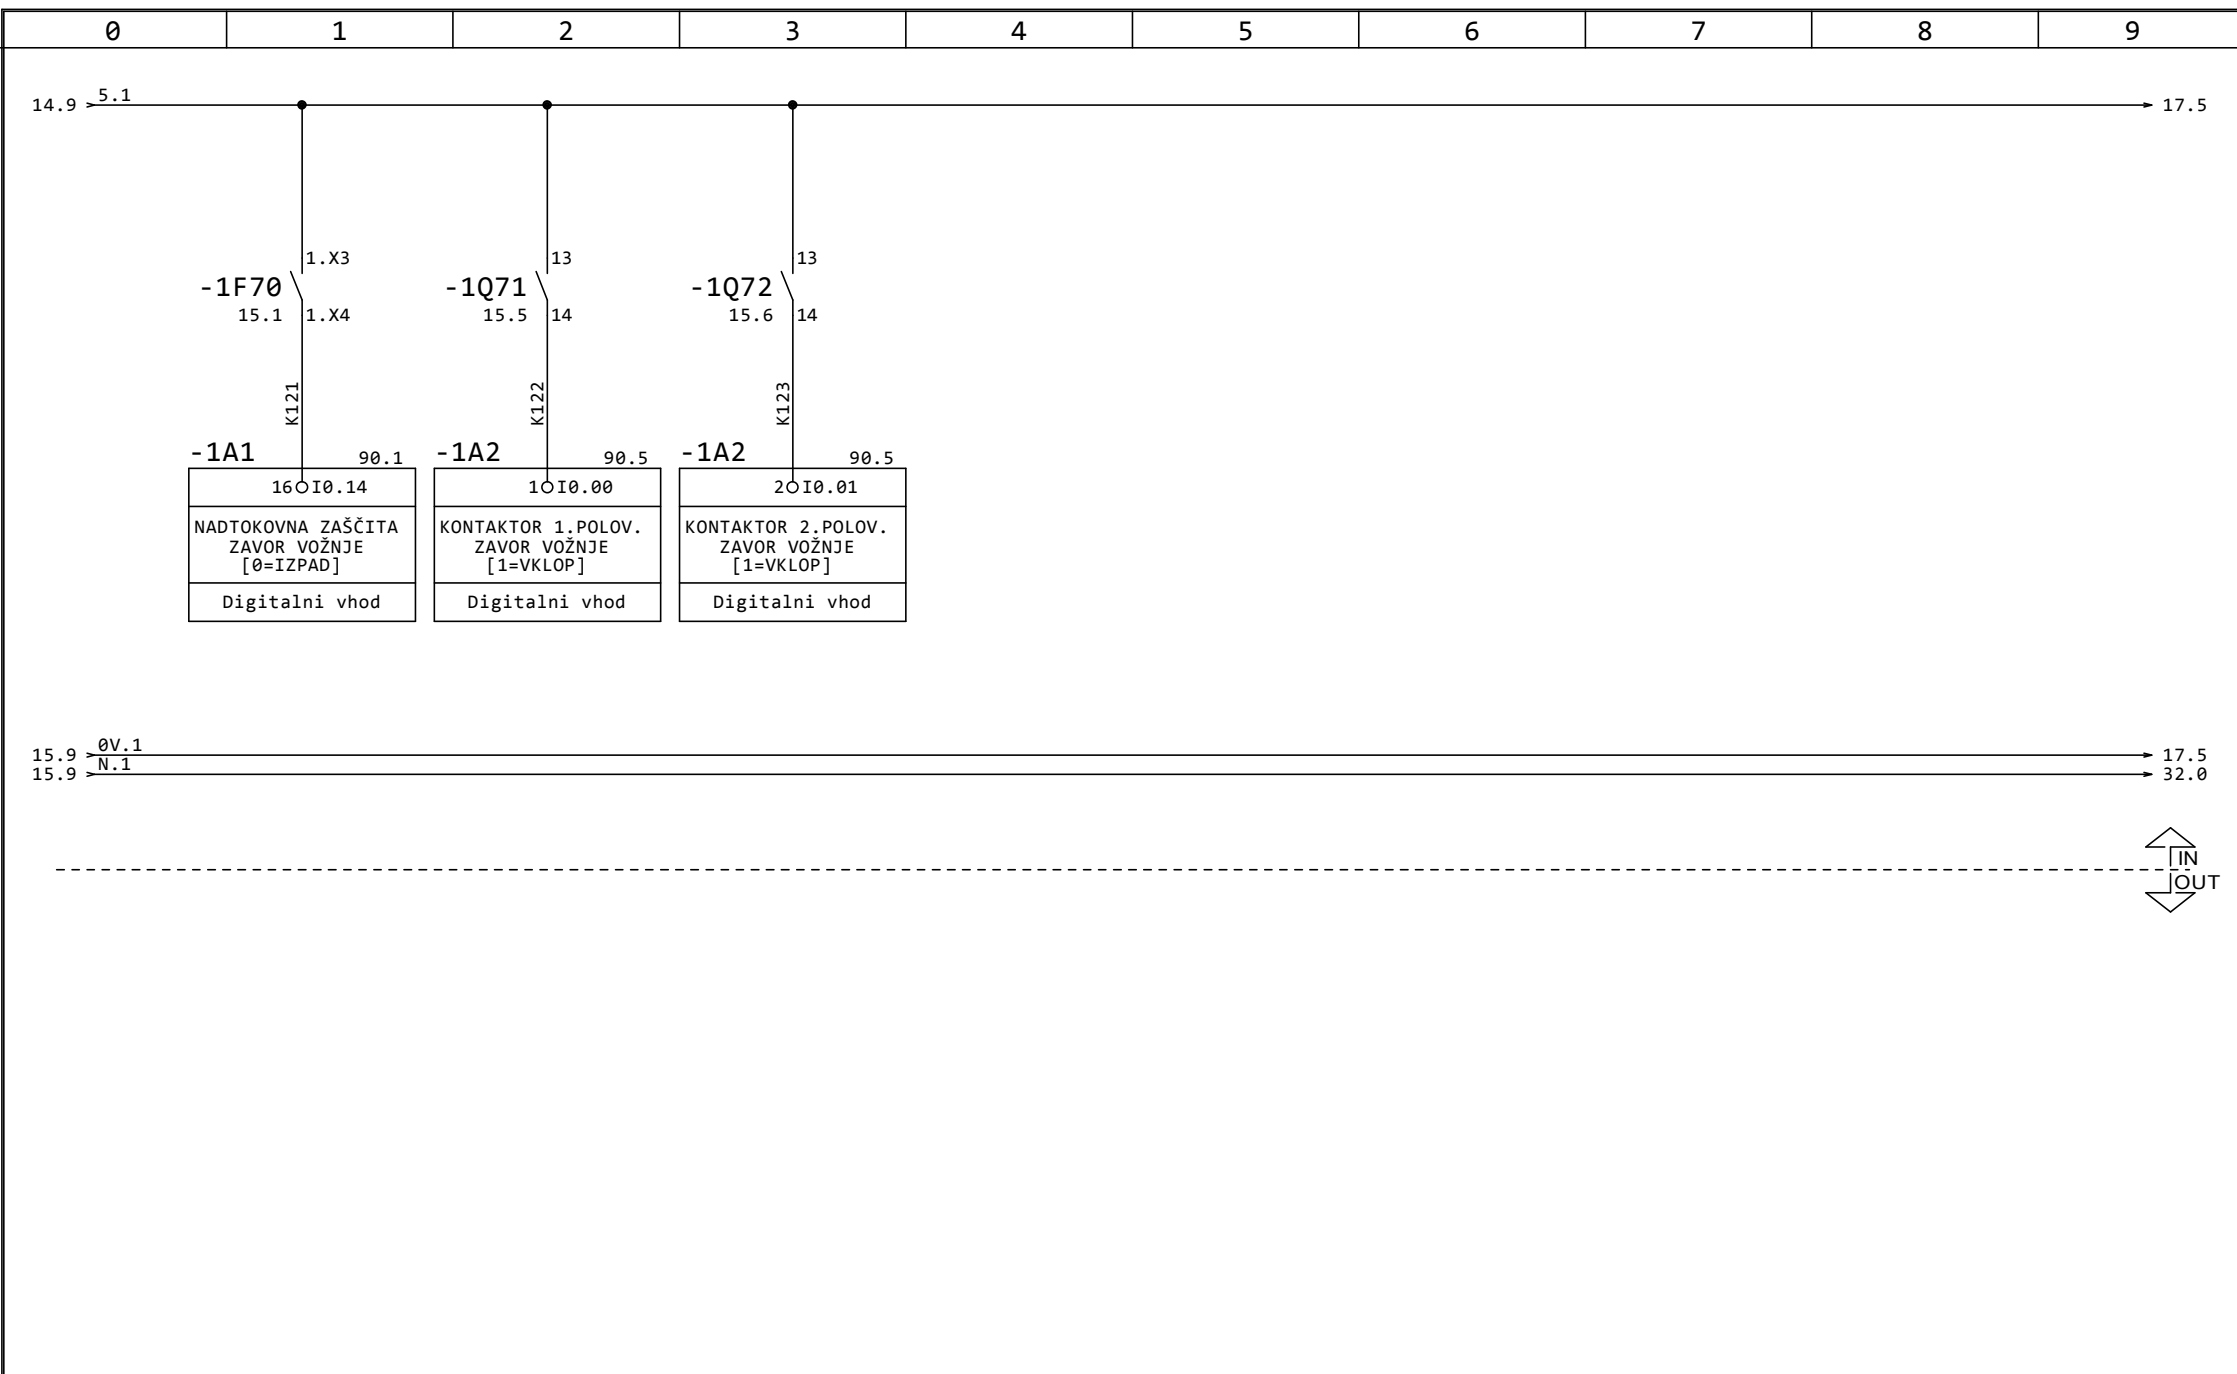 0 1 2 3 4 5 6 7 8 9
14.9 5.1 17.5
1.X3 13 13
-1F70 -1Q71 -1Q72
15.1 1.X4 15.5 14 15.6 14
K121 K122 K123
-1A1 90.1 -1A2 90.5 -1A2 90.5
16 I0.14 1 I0.00 2 I0.01
NADTOKOVNA ZAŠČITA KONTAKTOR 1.POLOV. KONTAKTOR 2.POLOV.
ZAVOR VOŽNJE ZAVOR VOŽNJE ZAVOR VOŽNJE
[0=IZPAD] [1=VKLOP] [1=VKLOP]
Digitalni vhod Digitalni vhod Digitalni vhod
15.9 0V.1 17.5
15.9 N.1 32.0
IN
OUT